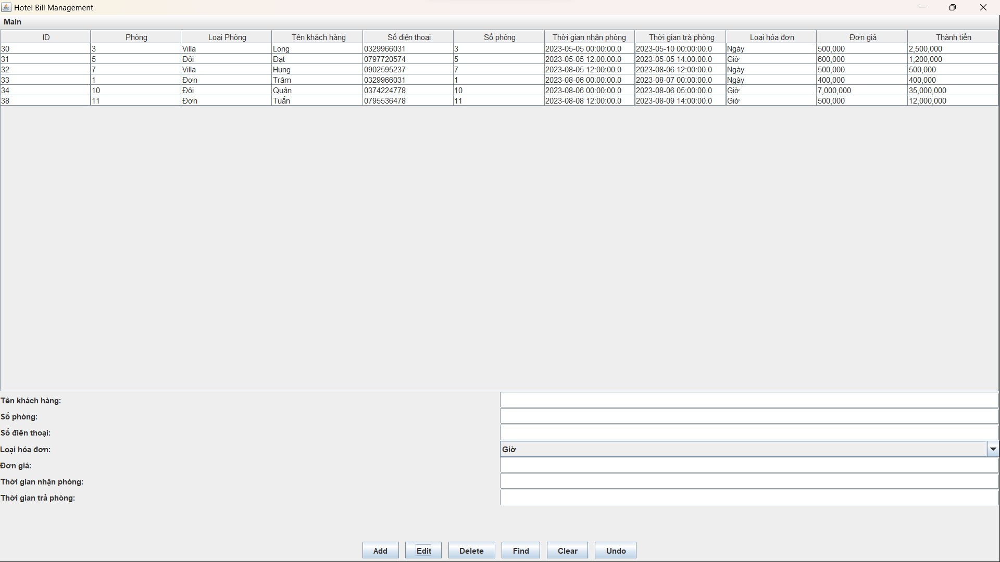 Hotel Bill Management
Main
ID Phòng Loại Phòng Tên khách hàng Số điện thoại Số phòng Thời gian nhận phòng Thời gian trả phòng Loại hóa đơn Đơn giá Thành tiền
30 3 Villa Long 0329966031 3 2023-05-05 00:00:00.0 2023-05-10 00:00:00.0 Ngày 500,000 2,500,000
31 5 Đôi Đạt 0797720574 5 2023-05-05 12:00:00.0 2023-05-05 14:00:00.0 Giờ 600,000 1,200,000
32 7 Villa Hung 0902595237 7 2023-08-05 12:00:00.0 2023-08-06 12:00:00.0 Ngày 500,000 500,000
33 1 Đơn Trâm 0329966031 1 2023-08-06 00:00:00.0 2023-08-07 00:00:00.0 Ngày 400,000 400,000
34 10 Đôi Quân 0374224778 10 2023-08-06 00:00:00.0 2023-08-06 05:00:00.0 Giờ 7,000,000 35,000,000
38 11 Đơn Tuấn 0795536478 11 2023-08-08 12:00:00.0 2023-08-09 14:00:00.0 Giờ 500,000 12,000,000
Tên khách hàng:
Số phòng:
Số điên thoại:
Loại hóa đơn: Giờ
Đơn giá:
Thời gian nhận phòng:
Thời gian trả phòng:
Add Edit Delete Find Clear Undo